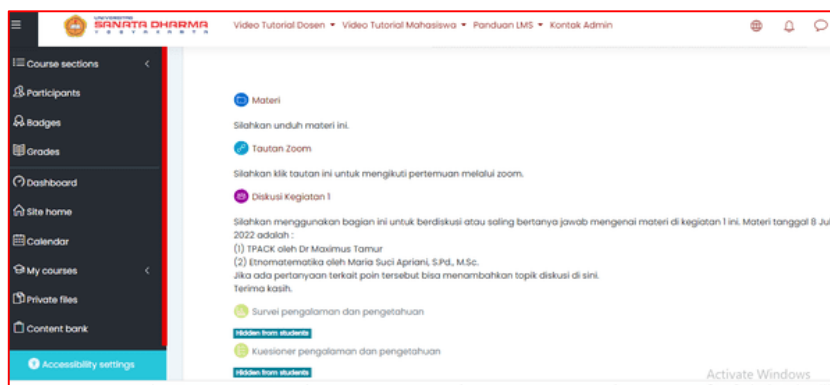 UNIVERSITAS
SANATA DHARMA
YOGYAKARTA
Video Tutorial Dosen
Video Tutorial Mahasiswa
Panduan LMS
Kontak Admin
Course sections
Participants
Badges
Grades
Dashboard
Site home
Calendar
My courses
Private files
Content bank
Accessibility settings
Materi
Silahkan unduh materi ini.
Tautan Zoom
Silahkan klik tautan ini untuk mengikuti pertemuan melalui zoom.
Diskusi Kegiatan 1
Silahkan menggunakan bagian ini untuk berdiskusi atau saling bertanya jawab mengenai materi di kegiatan 1 ini. Materi tanggal 8 Jul
2022 adalah :
(1) TPACK oleh Dr Maximus Tamur
(2) Etnomatematika oleh Maria Suci Apriani, S.Pd., M.Sc.
Jika ada pertanyaan terkait poin tersebut bisa menambahkan topik diskusi di sini.
Terima kasih.
Survei pengalaman dan pengetahuan
Hidden from students
Kuesioner pengalaman dan pengetahuan
Hidden from students
Activate Windows